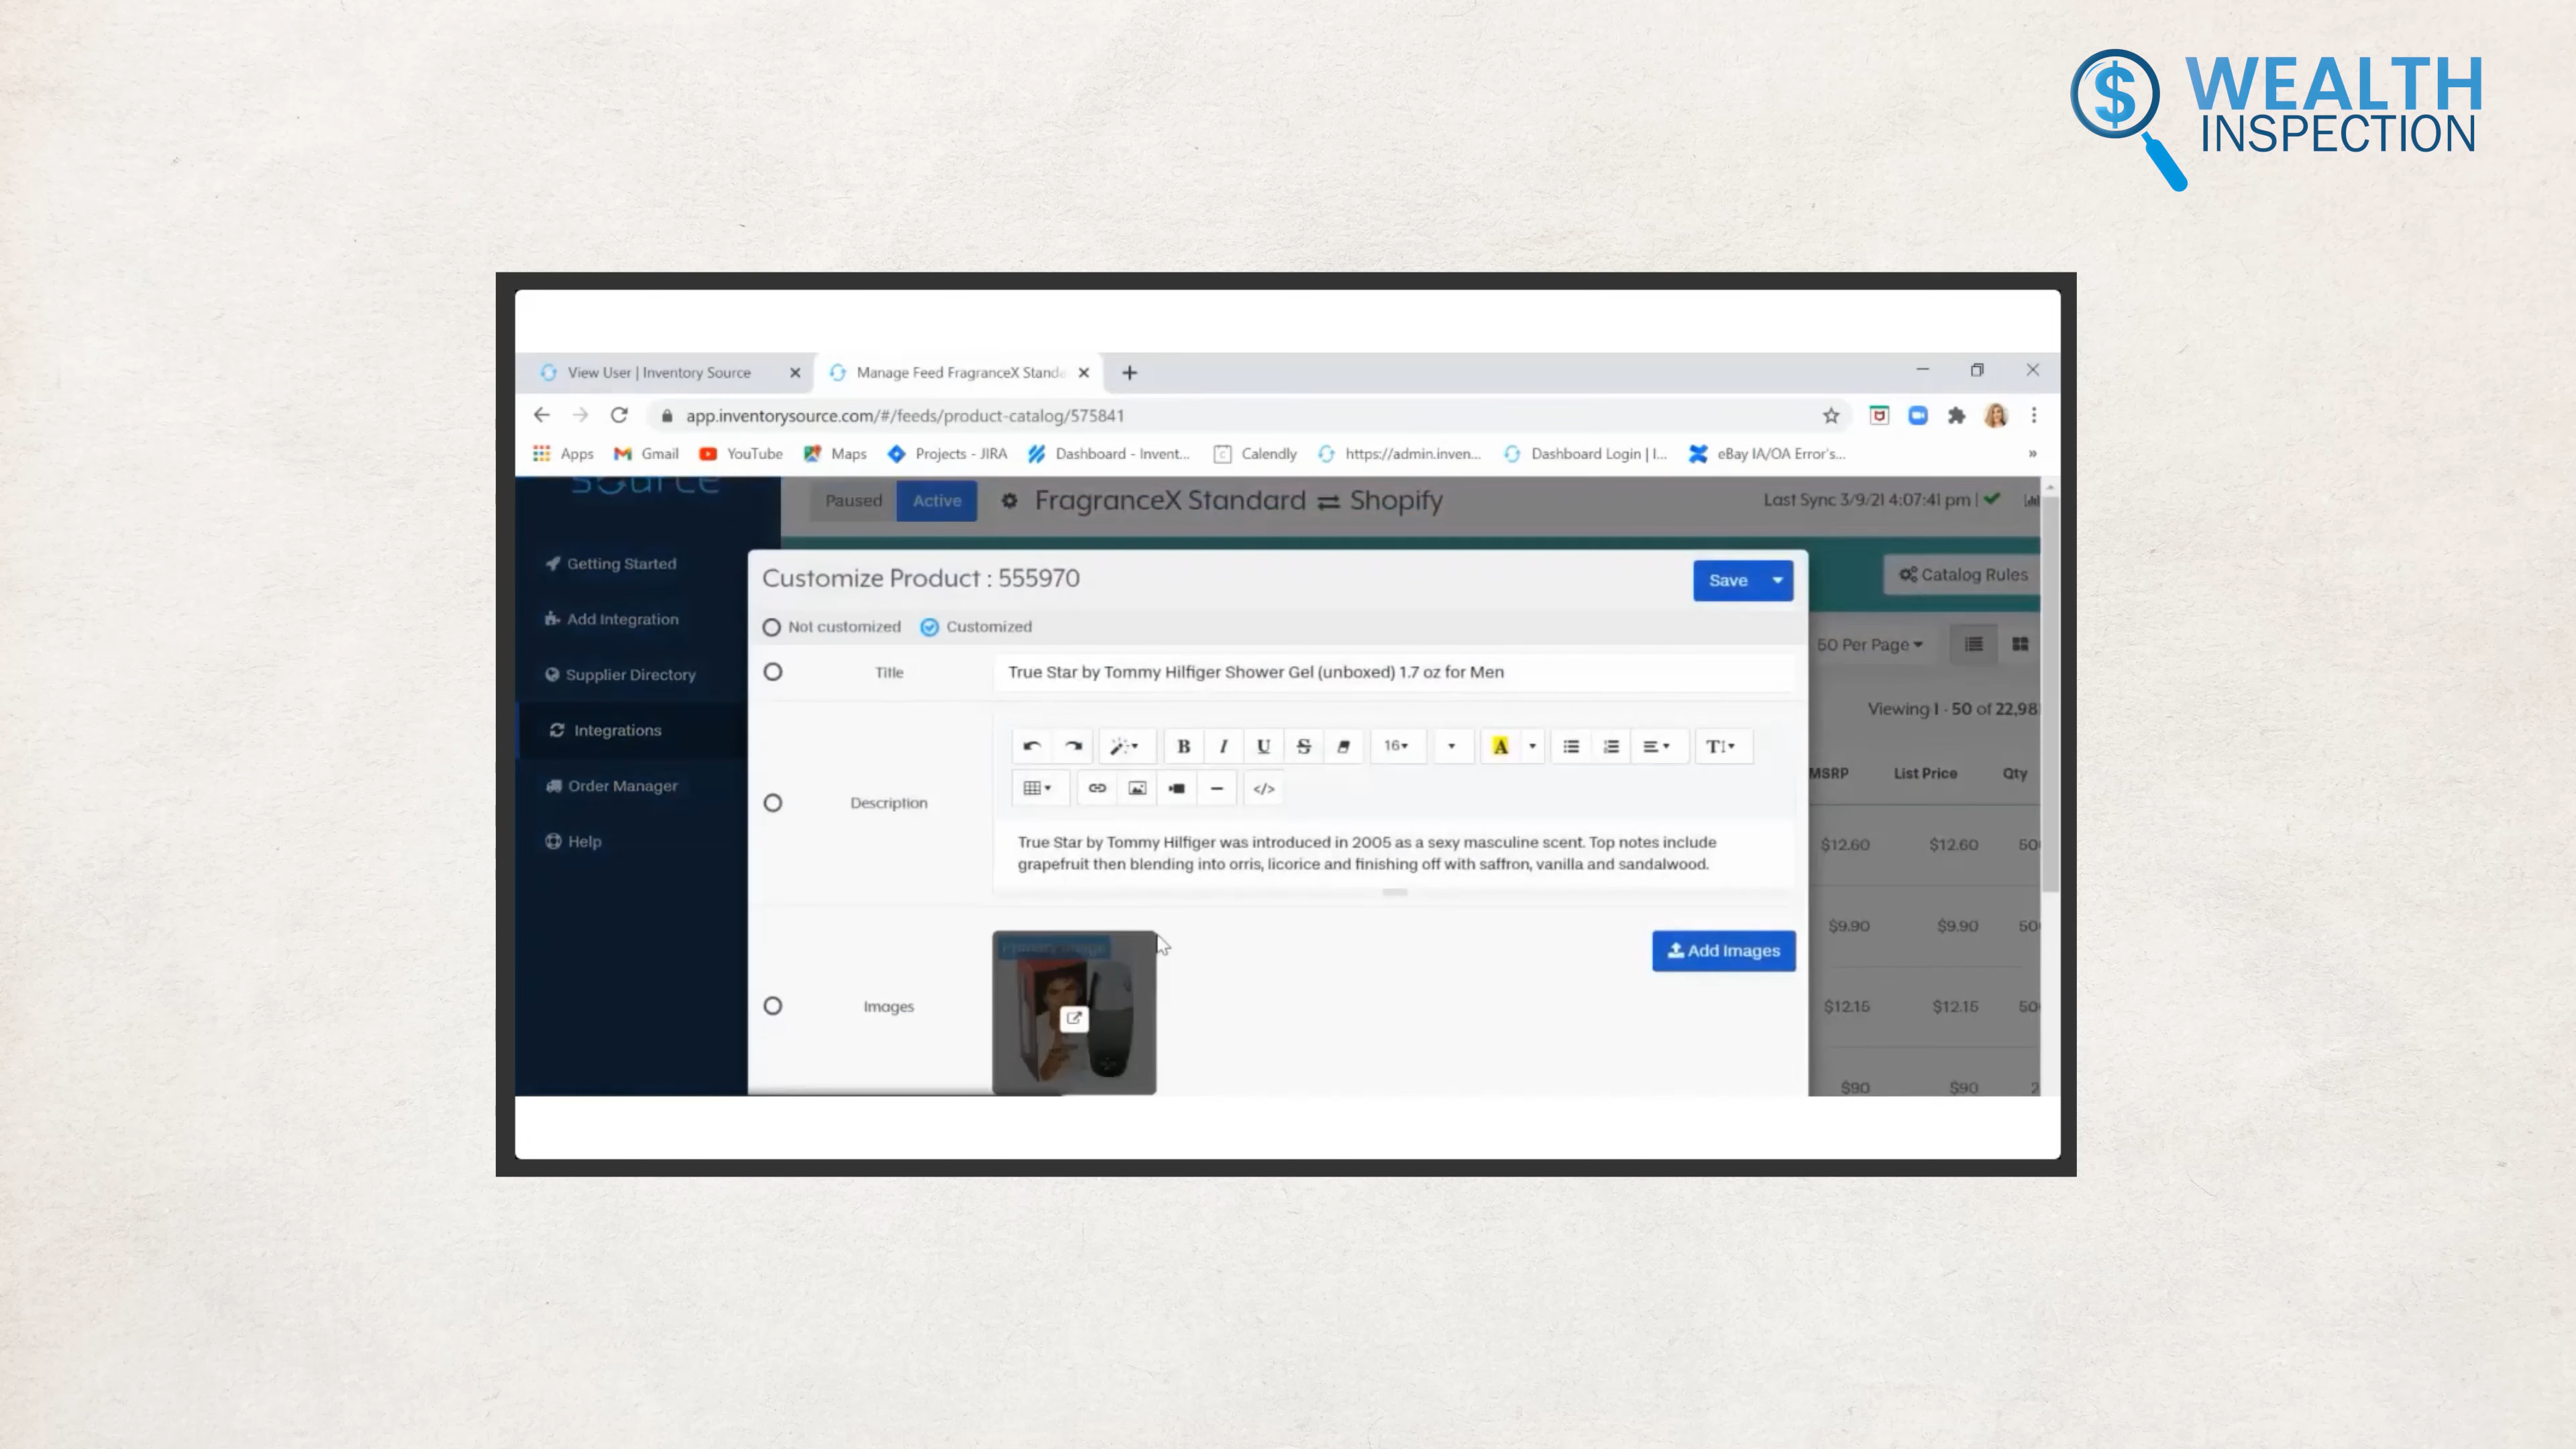 WEALTH
INSPECTION
View User | Inventory Source
Manage Feed FragranceX Standa
app.inventorysource.com/#/feeds/product-catalog/575841
Apps
Gmail
YouTube
Maps
Projects - JIRA
Dashboard - Invent...
Calendly
https://admin.inven...
Dashboard Login | I...
eBay IA/OA Error's...
source
Paused
Active
FragranceX Standard ⇄ Shopify
Last Sync 3/9/21 4:07:41 pm |
Getting Started
Add Integration
Supplier Directory
Integrations
Order Manager
Help
Customize Product : 555970
Save
Catalog Rules
Not customized
Customized
50 Per Page
Title
True Star by Tommy Hilfiger Shower Gel (unboxed) 1.7 oz for Men
Viewing 1 - 50 of 22,98
B I U S 16 A T
</>
MSRP List Price Qty
Description
True Star by Tommy Hilfiger was introduced in 2005 as a sexy masculine scent. Top notes include
grapefruit then blending into orris, licorice and finishing off with saffron, vanilla and sandalwood.
$12.60 $12.60 50
$9.90 $9.90 50
Add Images
Images
$12.15 $12.15 50
$90 $90 2